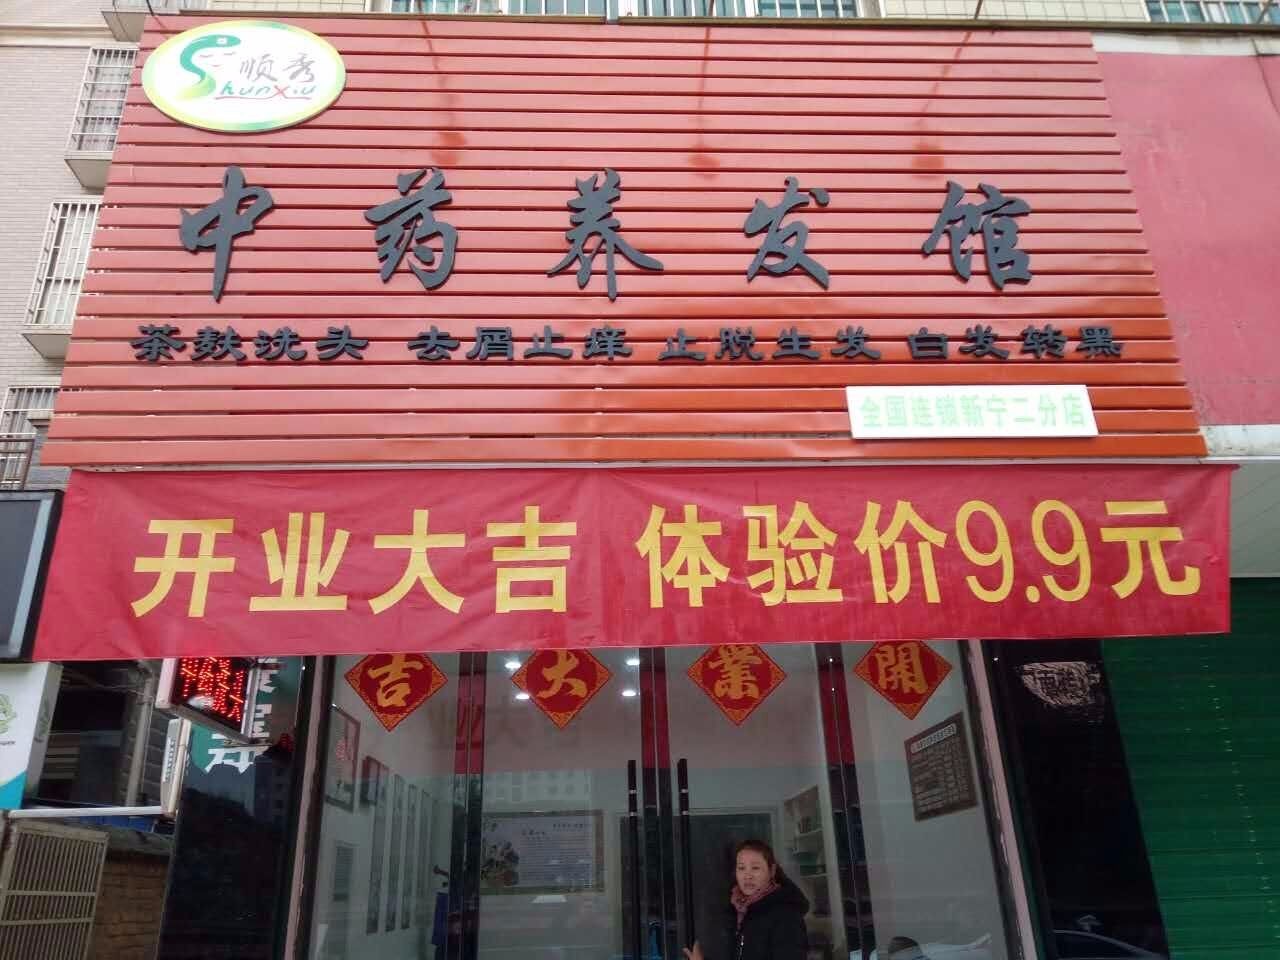 顺秀
Shunxiu
中药养发馆
茶麸洗头 去屑止痒 止脱生发 白发转黑
全国连锁新宁二分店
开业大吉 体验价9.9元
吉大業開